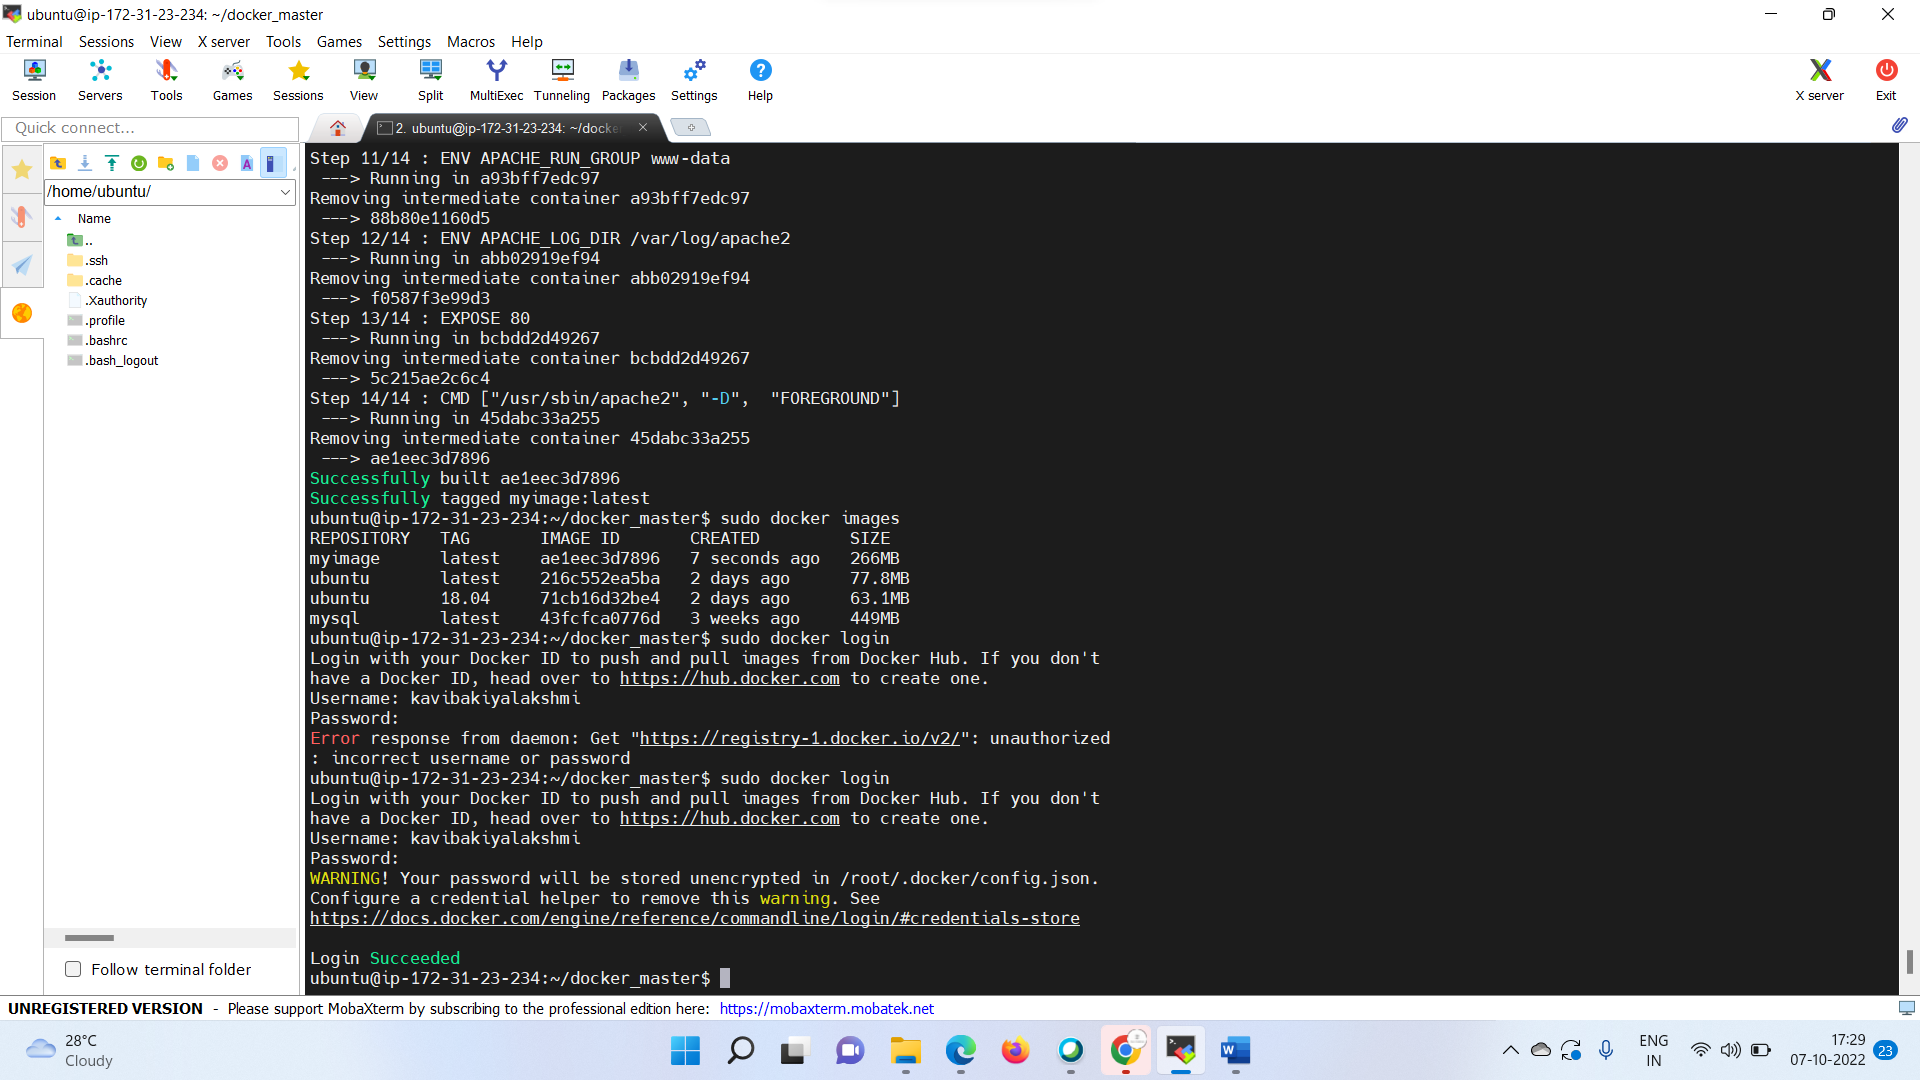 ubuntu@ip-172-31-23-234: ~/docker_master
Terminal Sessions View X server Tools Games Settings Macros Help
Session Servers Tools Games Sessions View Split MultiExec Tunneling Packages Settings Help X server Exit
Quick connect...
2. ubuntu@ip-172-31-23-234: ~/docke
/home/ubuntu/
Name
..
.ssh
.cache
.Xauthority
.profile
.bashrc
.bash_logout
Follow terminal folder
Step 11/14 : ENV APACHE_RUN_GROUP www-data
---> Running in a93bff7edc97
Removing intermediate container a93bff7edc97
---> 88b80e1160d5
Step 12/14 : ENV APACHE_LOG_DIR /var/log/apache2
---> Running in abb02919ef94
Removing intermediate container abb02919ef94
---> f0587f3e99d3
Step 13/14 : EXPOSE 80
---> Running in bcbdd2d49267
Removing intermediate container bcbdd2d49267
---> 5c215ae2c6c4
Step 14/14 : CMD ["/usr/sbin/apache2", "-D",  "FOREGROUND"]
---> Running in 45dabc33a255
Removing intermediate container 45dabc33a255
---> ae1eec3d7896
Successfully built ae1eec3d7896
Successfully tagged myimage:latest
ubuntu@ip-172-31-23-234:~/docker_master$ sudo docker images
REPOSITORY   TAG       IMAGE ID       CREATED         SIZE
myimage      latest    ae1eec3d7896   7 seconds ago   266MB
ubuntu       latest    216c552ea5ba   2 days ago      77.8MB
ubuntu       18.04     71cb16d32be4   2 days ago      63.1MB
mysql        latest    43fcfca0776d   3 weeks ago     449MB
ubuntu@ip-172-31-23-234:~/docker_master$ sudo docker login
Login with your Docker ID to push and pull images from Docker Hub. If you don't
have a Docker ID, head over to https://hub.docker.com to create one.
Username: kavibakiyalakshmi
Password:
Error response from daemon: Get "https://registry-1.docker.io/v2/": unauthorized
: incorrect username or password
ubuntu@ip-172-31-23-234:~/docker_master$ sudo docker login
Login with your Docker ID to push and pull images from Docker Hub. If you don't
have a Docker ID, head over to https://hub.docker.com to create one.
Username: kavibakiyalakshmi
Password:
WARNING! Your password will be stored unencrypted in /root/.docker/config.json.
Configure a credential helper to remove this warning. See
https://docs.docker.com/engine/reference/commandline/login/#credentials-store
Login Succeeded
ubuntu@ip-172-31-23-234:~/docker_master$
UNREGISTERED VERSION - Please support MobaXterm by subscribing to the professional edition here: https://mobaxterm.mobatek.net
28°C
Cloudy
ENG
IN
17:29
07-10-2022
23